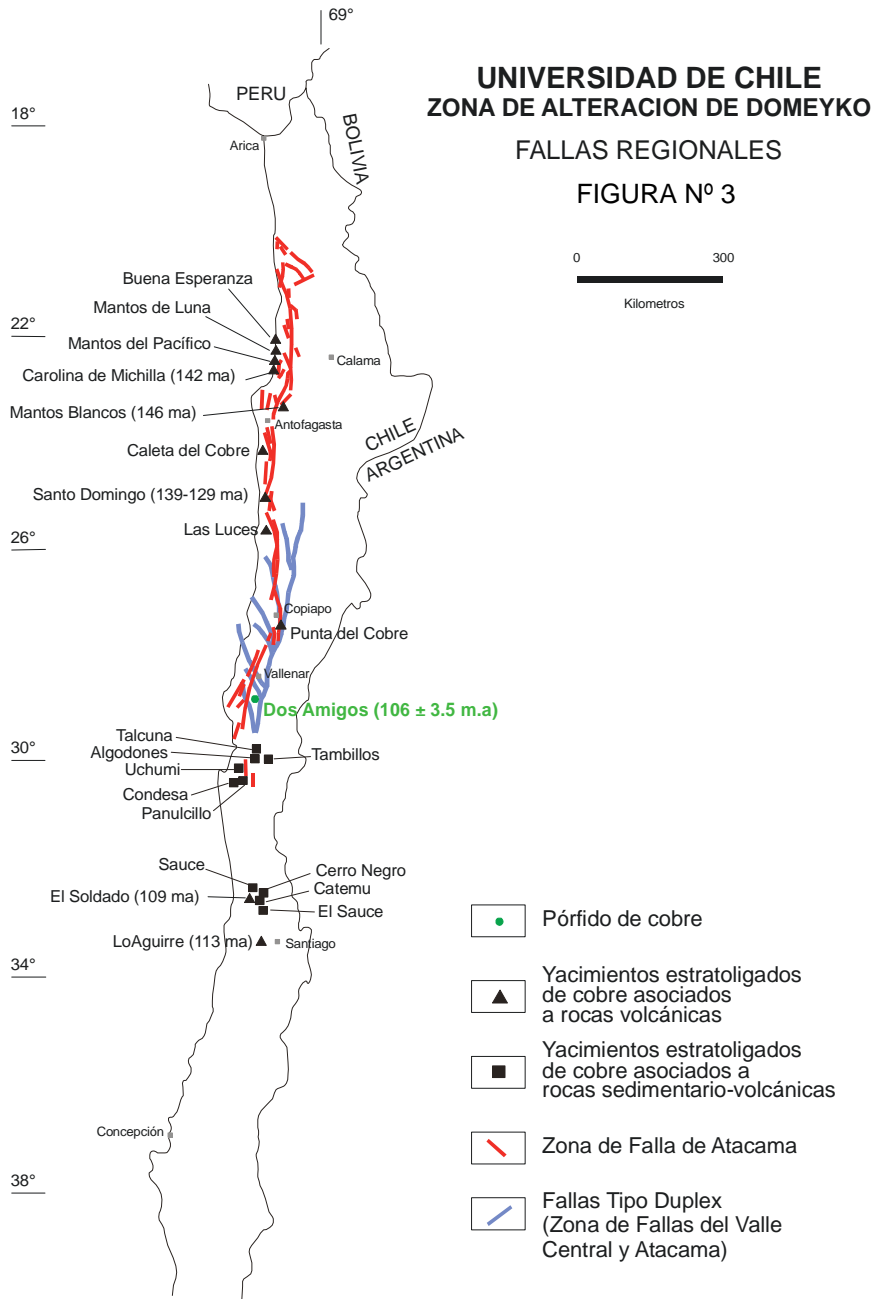 69°
UNIVERSIDAD DE CHILE
ZONA DE ALTERACION DE DOMEYKO
FALLAS REGIONALES
FIGURA Nº 3
0 300
Kilometros
PERU
18°
Arica
BOLIVIA
Buena Esperanza
Mantos de Luna
22°
Mantos del Pacífico
Calama
Carolina de Michilla (142 ma)
Mantos Blancos (146 ma)
Antofagasta
CHILE
ARGENTINA
Caleta del Cobre
Santo Domingo (139-129 ma)
Las Luces
26°
Copiapo
Punta del Cobre
Vallenar
Dos Amigos (106 ± 3.5 m.a)
Talcuna
Algodones
Tambillos
30°
Uchumi
Condesa
Panulcillo
Sauce
Cerro Negro
El Soldado (109 ma)
Catemu
El Sauce
LoAguirre (113 ma)
Santiago
34°
Concepción
38°
Pórfido de cobre
Yacimientos estratoligados
de cobre asociados
a rocas volcánicas
Yacimientos estratoligados
de cobre asociados a
rocas sedimentario-volcánicas
Zona de Falla de Atacama
Fallas Tipo Duplex
(Zona de Fallas del Valle
Central y Atacama)